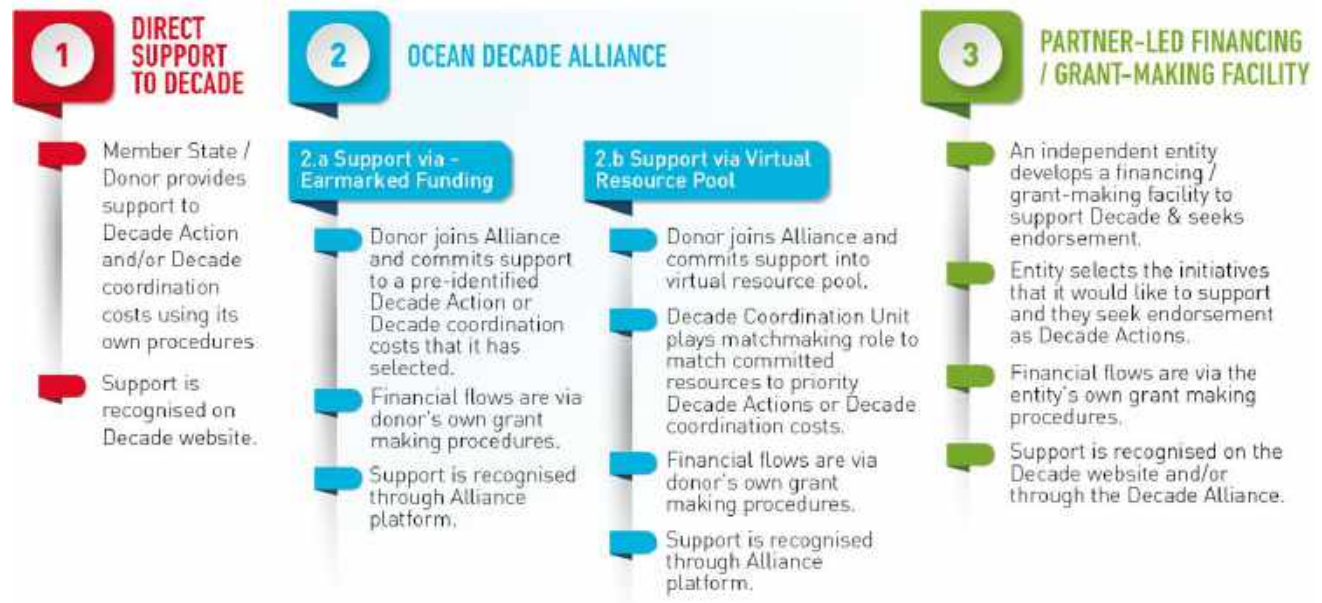 1
DIRECT
SUPPORT
TO DECADE
Member State /
Donor provides
support to
Decade Action
and/or Decade
coordination
costs using its
own procedures
Support is
recognised on
Decade website.
2
OCEAN DECADE ALLIANCE
2.a Support via -
Earmarked Funding
Donor joins Alliance
and commits support
to a pre-identified
Decade Action or
Decade coordination
costs that it has
selected.
Financial flows are via
donor's own grant
making procedures.
Support is recognised
through Alliance
platform.
2.b Support via Virtual
Resource Pool
Donor joins Alliance and
commits support into
virtual resource pool.
Decade Coordination Unit
plays matchmaking role to
match committed
resources to priority
Decade Actions or Decade
coordination costs.
Financial flows are via
donor's own grant
making procedures.
Support is recognised
through Alliance
platform.
3
PARTNER-LED FINANCING
/ GRANT-MAKING FACILITY
An independent entity
develops a financing /
grant-making facility to
support Decade & seeks
endorsement.
Entity selects the initiatives
that it would like to support
and they seek endorsement
as Decade Actions.
Financial flows are via the
entity's own grant making
procedures.
Support is recognised on the
Decade website and/or
through the Decade Alliance.